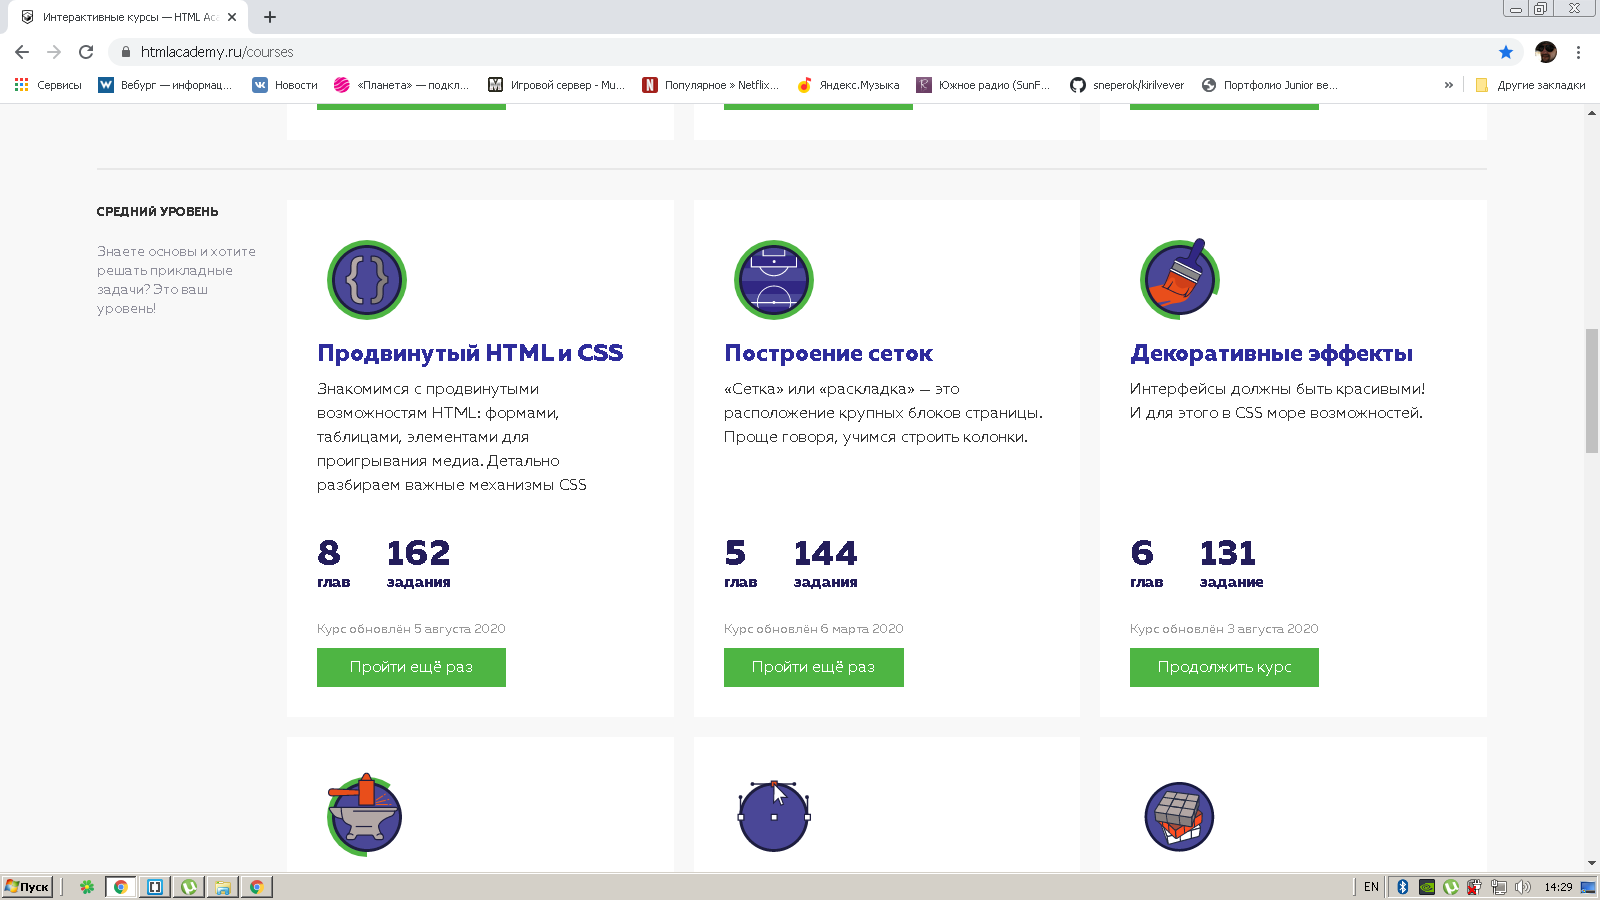 Интерактивные курсы — HTML Aca
htmlacademy.ru/courses
Сервисы
Вебург — информац...
Новости
«Планета» — подкл...
Игровой сервер - Mu...
Популярное » Netflix...
Яндекс.Музыка
Южное радио (SunF...
sneperok/kirilvever
Портфолио Junior ве...
»
Другие закладки
СРЕДНИЙ УРОВЕНЬ
Знаете основы и хотите
решать прикладные
задачи? Это ваш
уровень!
Продвинутый HTML и CSS
Знакомимся с продвинутыми
возможностям HTML: формами,
таблицами, элементами для
проигрывания медиа. Детально
разбираем важные механизмы CSS
8 162
глав задания
Курс обновлён 5 августа 2020
Пройти ещё раз
Построение сеток
«Сетка» или «раскладка» — это
расположение крупных блоков страницы.
Проще говоря, учимся строить колонки.
5 144
глав задания
Курс обновлён 6 марта 2020
Пройти ещё раз
Декоративные эффекты
Интерфейсы должны быть красивыми!
И для этого в CSS море возможностей.
6 131
глав задание
Курс обновлён 3 августа 2020
Продолжить курс
Пуск
EN
14:29